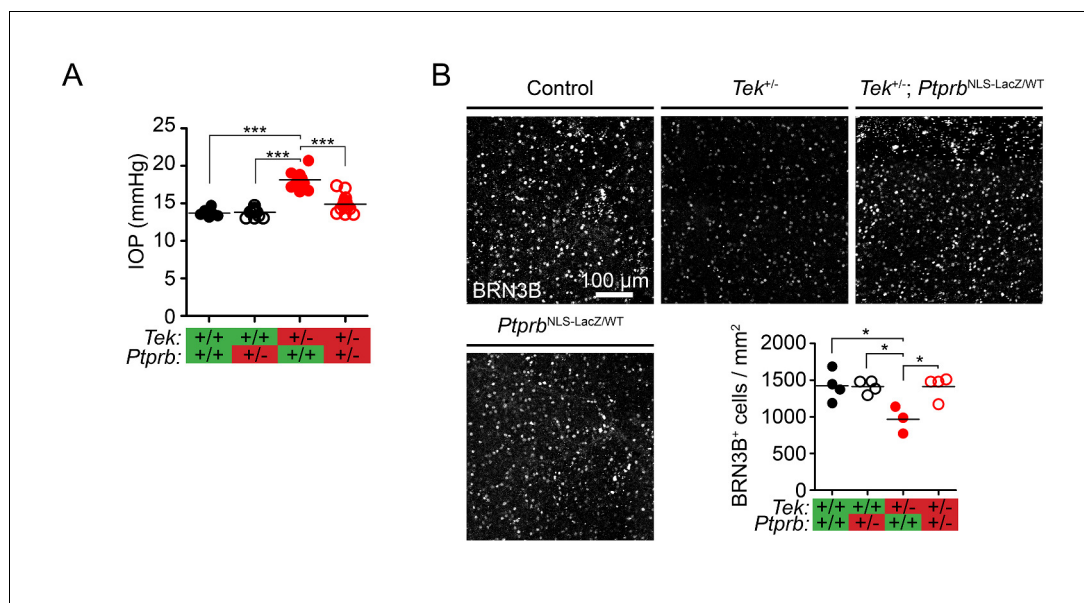 A
25
20
15
10
5
0
IOP (mmHg)
***
***
***
Tek: +/+ +/+ +/- +/-
Ptprb: +/+ +/- +/+ +/-
B
Control
Tek+/-
Tek+/-; PtprbNLS-LacZ/WT
BRN3B
100 µm
PtprbNLS-LacZ/WT
2000
1500
1000
500
0
BRN3B+ cells / mm2
*
*
*
Tek: +/+ +/+ +/- +/-
Ptprb: +/+ +/- +/+ +/-